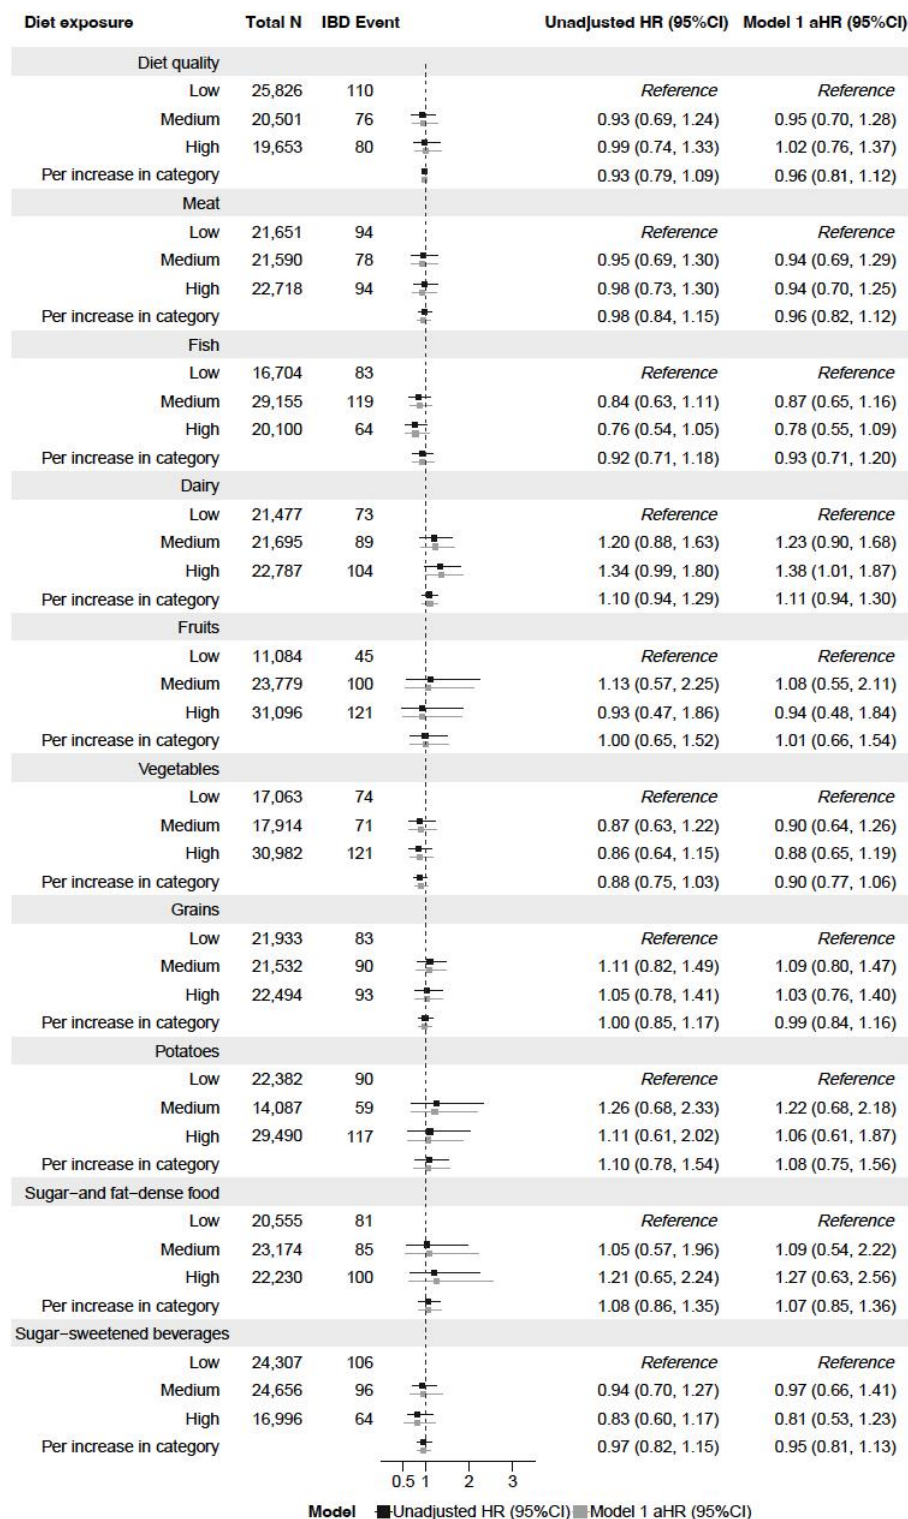 Diet exposure Total N IBD Event Unadjusted HR (95%CI) Model 1 aHR (95%CI)
Diet quality
Low 25,826 110 Reference Reference
Medium 20,501 76 0.93 (0.69, 1.24) 0.95 (0.70, 1.28)
High 19,653 80 0.99 (0.74, 1.33) 1.02 (0.76, 1.37)
Per increase in category 0.93 (0.79, 1.09) 0.96 (0.81, 1.12)
Meat
Low 21,651 94 Reference Reference
Medium 21,590 78 0.95 (0.69, 1.30) 0.94 (0.69, 1.29)
High 22,718 94 0.98 (0.73, 1.30) 0.94 (0.70, 1.25)
Per increase in category 0.98 (0.84, 1.15) 0.96 (0.82, 1.12)
Fish
Low 16,704 83 Reference Reference
Medium 29,155 119 0.84 (0.63, 1.11) 0.87 (0.65, 1.16)
High 20,100 64 0.76 (0.54, 1.05) 0.78 (0.55, 1.09)
Per increase in category 0.92 (0.71, 1.18) 0.93 (0.71, 1.20)
Dairy
Low 21,477 73 Reference Reference
Medium 21,695 89 1.20 (0.88, 1.63) 1.23 (0.90, 1.68)
High 22,787 104 1.34 (0.99, 1.80) 1.38 (1.01, 1.87)
Per increase in category 1.10 (0.94, 1.29) 1.11 (0.94, 1.30)
Fruits
Low 11,084 45 Reference Reference
Medium 23,779 100 1.13 (0.57, 2.25) 1.08 (0.55, 2.11)
High 31,096 121 0.93 (0.47, 1.86) 0.94 (0.48, 1.84)
Per increase in category 1.00 (0.65, 1.52) 1.01 (0.66, 1.54)
Vegetables
Low 17,063 74 Reference Reference
Medium 17,914 71 0.87 (0.63, 1.22) 0.90 (0.64, 1.26)
High 30,982 121 0.86 (0.64, 1.15) 0.88 (0.65, 1.19)
Per increase in category 0.88 (0.75, 1.03) 0.90 (0.77, 1.06)
Grains
Low 21,933 83 Reference Reference
Medium 21,532 90 1.11 (0.82, 1.49) 1.09 (0.80, 1.47)
High 22,494 93 1.05 (0.78, 1.41) 1.03 (0.76, 1.40)
Per increase in category 1.00 (0.85, 1.17) 0.99 (0.84, 1.16)
Potatoes
Low 22,382 90 Reference Reference
Medium 14,087 59 1.26 (0.68, 2.33) 1.22 (0.68, 2.18)
High 29,490 117 1.11 (0.61, 2.02) 1.06 (0.61, 1.87)
Per increase in category 1.10 (0.78, 1.54) 1.08 (0.75, 1.56)
Sugar-and fat-dense food
Low 20,555 81 Reference Reference
Medium 23,174 85 1.05 (0.57, 1.96) 1.09 (0.54, 2.22)
High 22,230 100 1.21 (0.65, 2.24) 1.27 (0.63, 2.56)
Per increase in category 1.08 (0.86, 1.35) 1.07 (0.85, 1.36)
Sugar-sweetened beverages
Low 24,307 106 Reference Reference
Medium 24,656 96 0.94 (0.70, 1.27) 0.97 (0.66, 1.41)
High 16,996 64 0.83 (0.60, 1.17) 0.81 (0.53, 1.23)
Per increase in category 0.97 (0.82, 1.15) 0.95 (0.81, 1.13)
0.5 1 2 3
Model Unadjusted HR (95%CI) Model 1 aHR (95%CI)